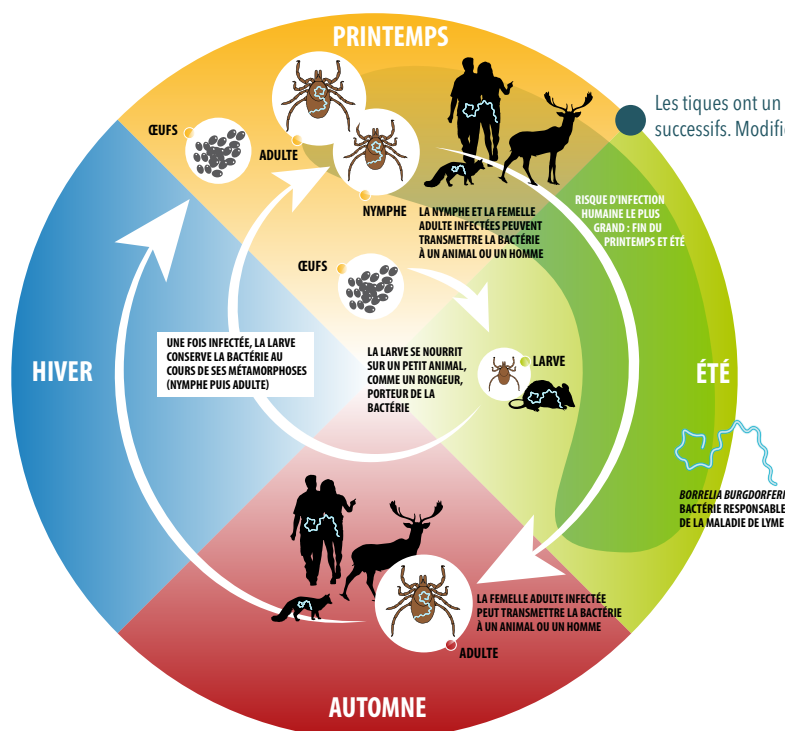 PRINTEMPS
Les tiques ont un
successifs. Modifi
ŒUFS
ADULTE
NYMPHE
LA NYMPHE ET LA FEMELLE
ADULTE INFECTÉES PEUVENT
TRANSMETTRE LA BACTÉRIE
À UN ANIMAL OU UN HOMME
RISQUE D'INFECTION
HUMAINE LE PLUS
GRAND : FIN DU
PRINTEMPS ET ÉTÉ
ŒUFS
UNE FOIS INFECTÉE, LA LARVE
CONSERVE LA BACTÉRIE AU
COURS DE SES MÉTAMORPHOSES
(NYMPHE PUIS ADULTE)
LA LARVE SE NOURRIT
SUR UN PETIT ANIMAL,
COMME UN RONGEUR,
PORTEUR DE LA
BACTÉRIE
LARVE
HIVER
ÉTÉ
BORRELIA BURGDORFERI
BACTÉRIE RESPONSABLE
DE LA MALADIE DE LYME
LA FEMELLE ADULTE INFECTÉE
PEUT TRANSMETTRE LA BACTÉRIE
À UN ANIMAL OU UN HOMME
ADULTE
AUTOMNE